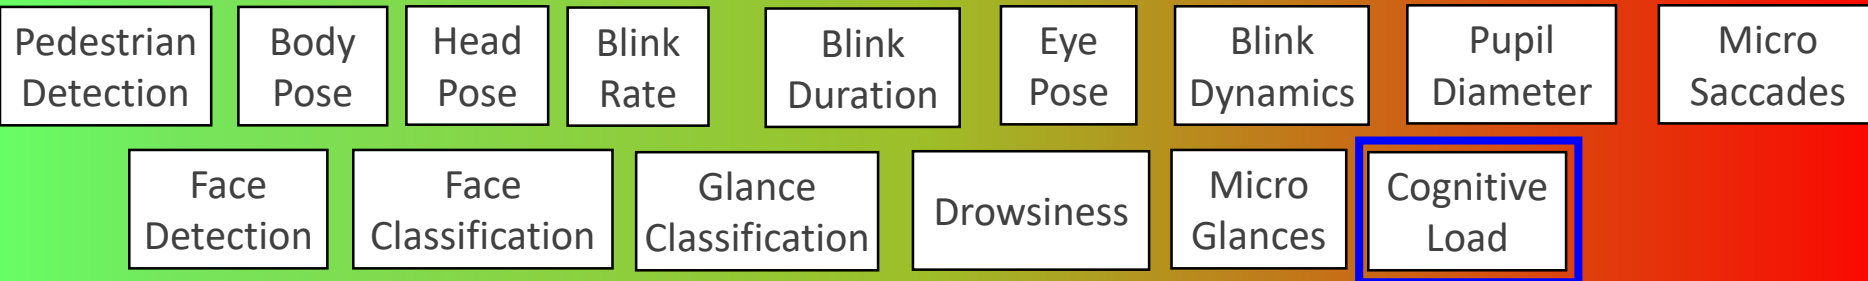 Pedestrian
Detection
Body
Pose
Head
Pose
Blink
Rate
Blink
Duration
Eye
Pose
Blink
Dynamics
Pupil
Diameter
Micro
Saccades
Face
Detection
Face
Classification
Glance
Classification
Drowsiness
Micro
Glances
Cognitive
Load